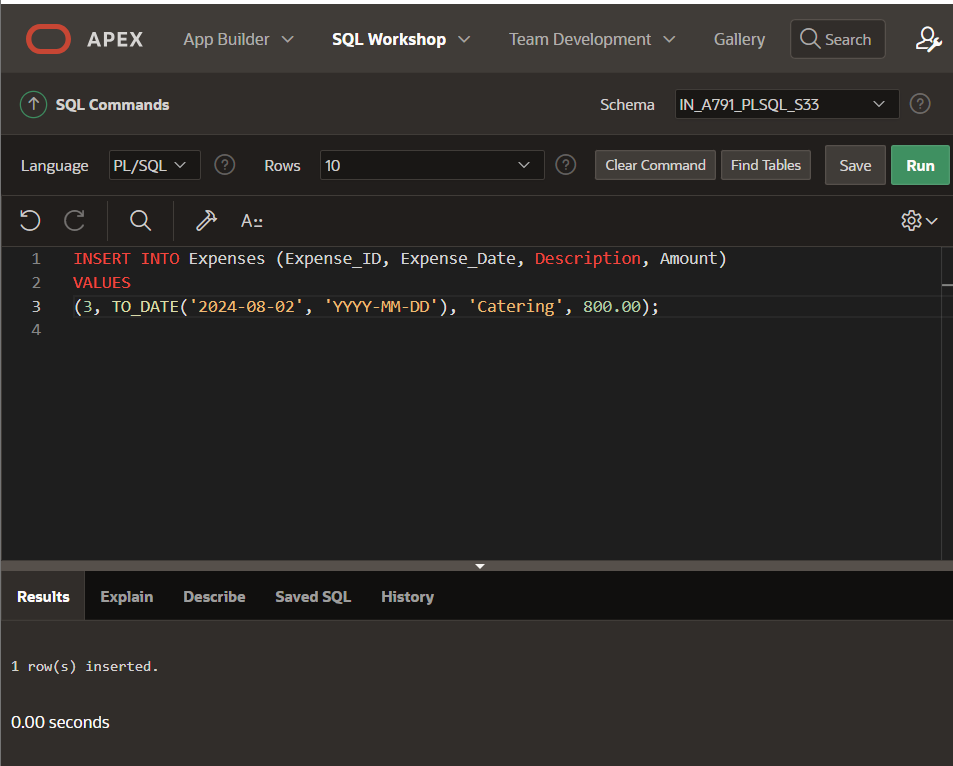 APEX App Builder SQL Workshop Team Development Gallery Search
SQL Commands Schema IN_A791_PLSQL_S33 ?
Language PL/SQL ? Rows 10 ? Clear Command Find Tables Save Run
A::
1 INSERT INTO Expenses (Expense_ID, Expense_Date, Description, Amount)
2 VALUES
3 (3, TO_DATE('2024-08-02', 'YYYY-MM-DD'), 'Catering', 800.00);
4
Results Explain Describe Saved SQL History
1 row(s) inserted.
0.00 seconds